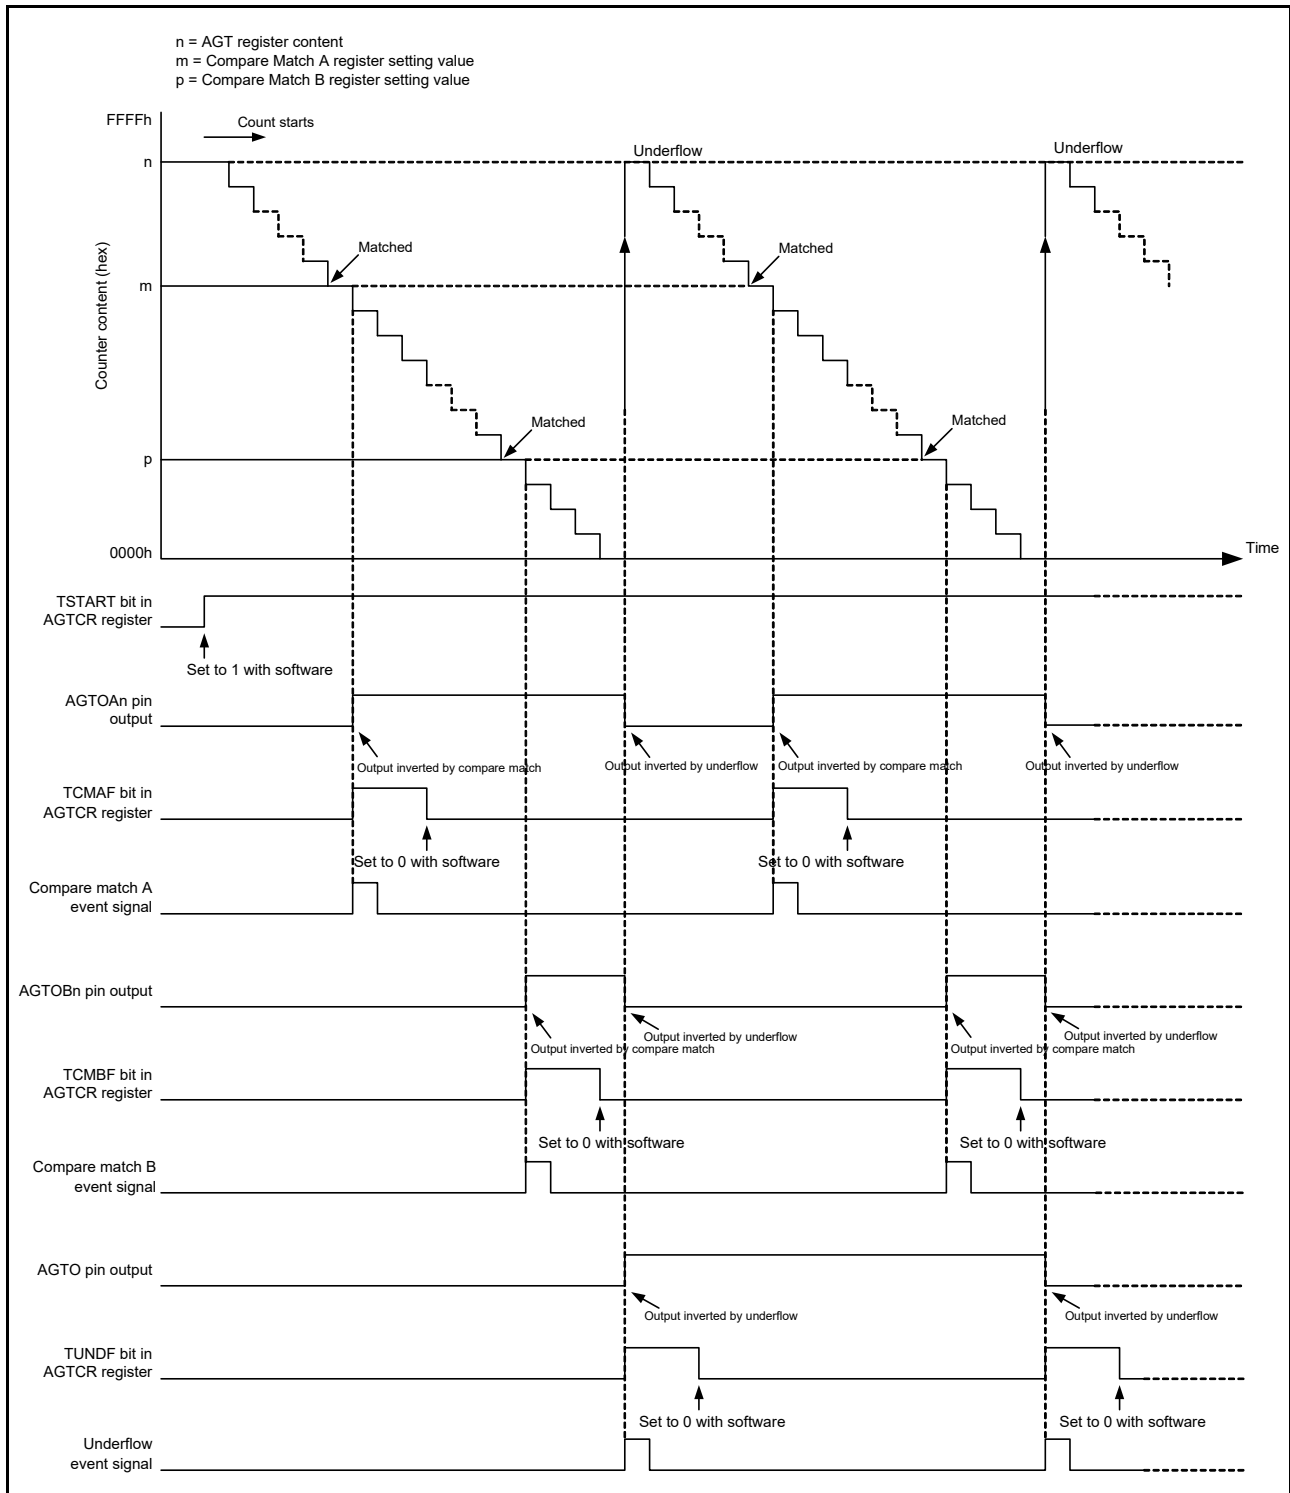 n = AGT register content
m = Compare Match A register setting value
p = Compare Match B register setting value
FFFFh
Count starts
n
Underflow
Underflow
Matched
Matched
Counter content (hex)
m
Matched
Matched
p
0000h
Time
TSTART bit in
AGTCR register
Set to 1 with software
AGTOAn pin
output
Output inverted by compare match
Output inverted by underflow
Output inverted by compare match
Output inverted by underflow
TCMAF bit in
AGTCR register
Set to 0 with software
Set to 0 with software
Compare match A
event signal
AGTOBn pin output
Output inverted by underflow
Output inverted by underflow
Output inverted by compare match
Output inverted by compare match
TCMBF bit in
AGTCR register
Set to 0 with software
Set to 0 with software
Compare match B
event signal
AGTO pin output
Output inverted by underflow
Output inverted by underflow
TUNDF bit in
AGTCR register
Set to 0 with software
Set to 0 with software
Underflow
event signal